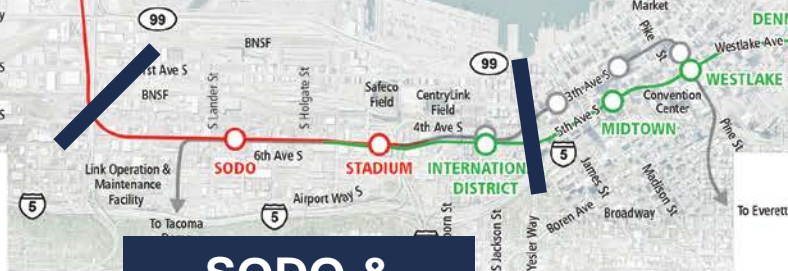 Market
99
DENN
BNSF
Pike St
Westlake Ave
1st Ave S
99
WESTLAKE
BNSF
S Lander St
S Holgate St
Safeco
Field
CentryLink
Field
3th Ave S
Convention
Center
4th Ave S
5th Ave S
MIDTOWN
Pine St
SODO
6th Ave S
STADIUM
INTERNATION
DISTRICT
5
Link Operation &
Maintenance
Facility
James St
Madison St
Airport Way S
5
5
Boren Ave
Broadway
To Everett
To Tacoma
S Jackson St
Yesler Way
SODO &